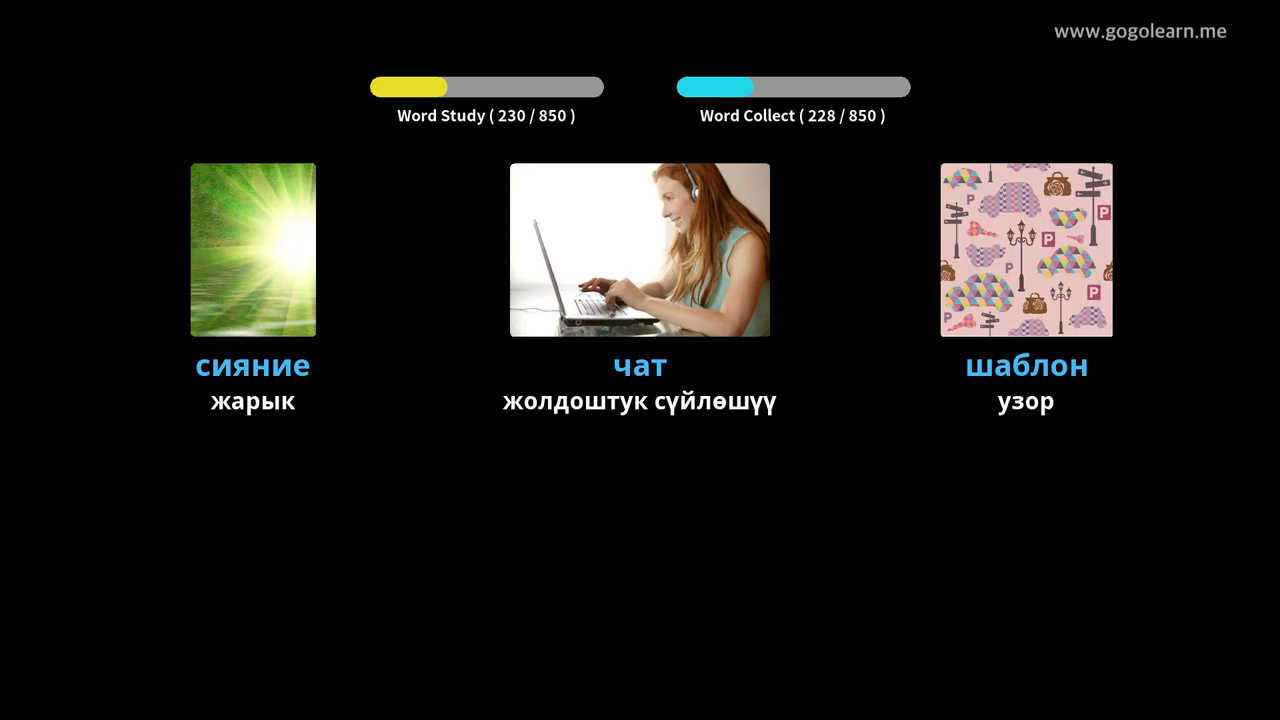 www.gogolearn.me
Word Study ( 230 / 850 )
Word Collect ( 228 / 850 )
сияние
жарык
чат
жолдоштук сүйлөшүү
шаблон
узор